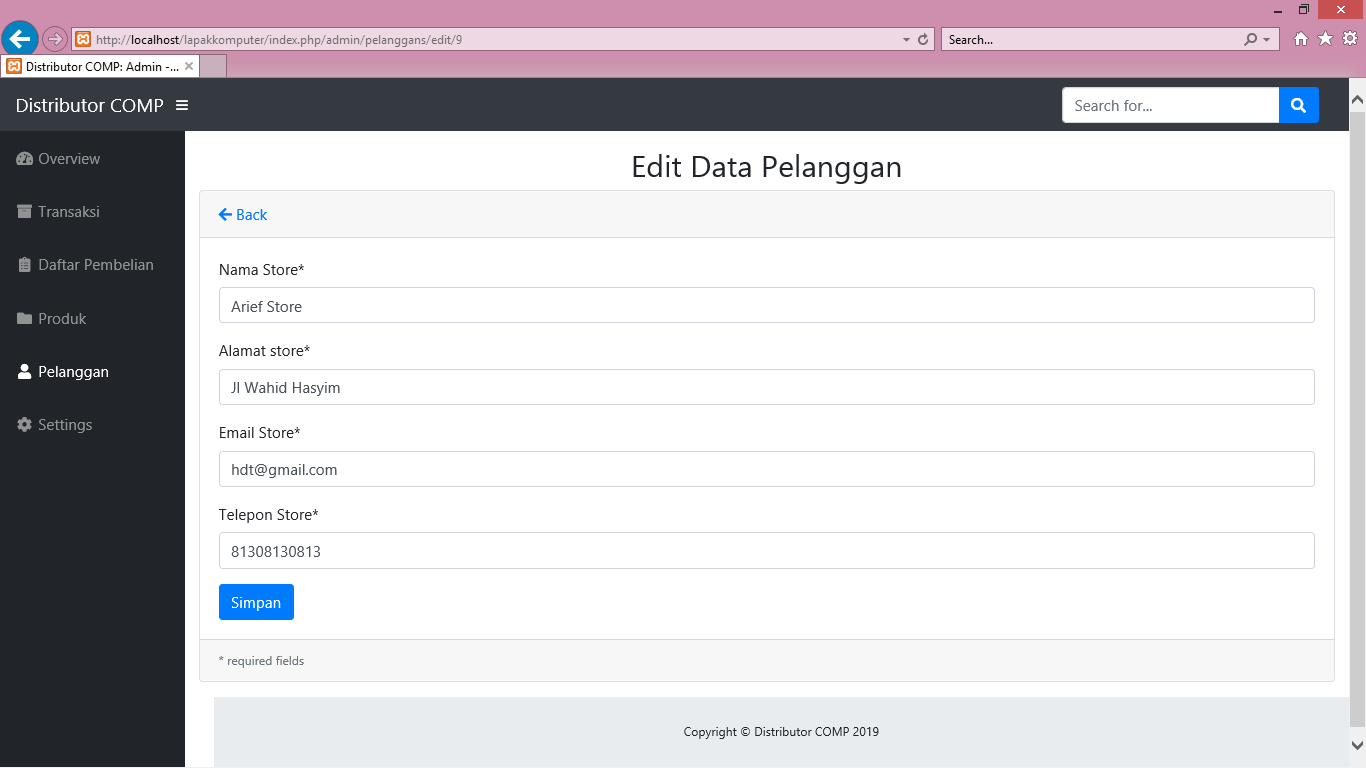 http://localhost/lapakkomputer/index.php/admin/pelanggans/edit/9
Search...
Distributor COMP: Admin -...
Distributor COMP
Search for...
Overview
Transaksi
Daftar Pembelian
Produk
Pelanggan
Settings
Edit Data Pelanggan
Back
Nama Store*
Arief Store
Alamat store*
Jl Wahid Hasyim
Email Store*
hdt@gmail.com
Telepon Store*
81308130813
Simpan
* required fields
Copyright © Distributor COMP 2019